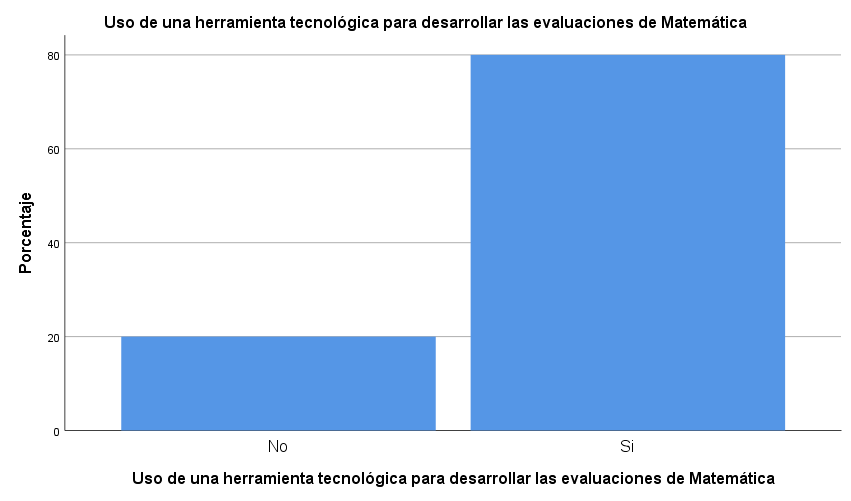 Uso de una herramienta tecnológica para desarrollar las evaluaciones de Matemática
80
60
40
20
0
Porcentaje
No
Si
Uso de una herramienta tecnológica para desarrollar las evaluaciones de Matemática